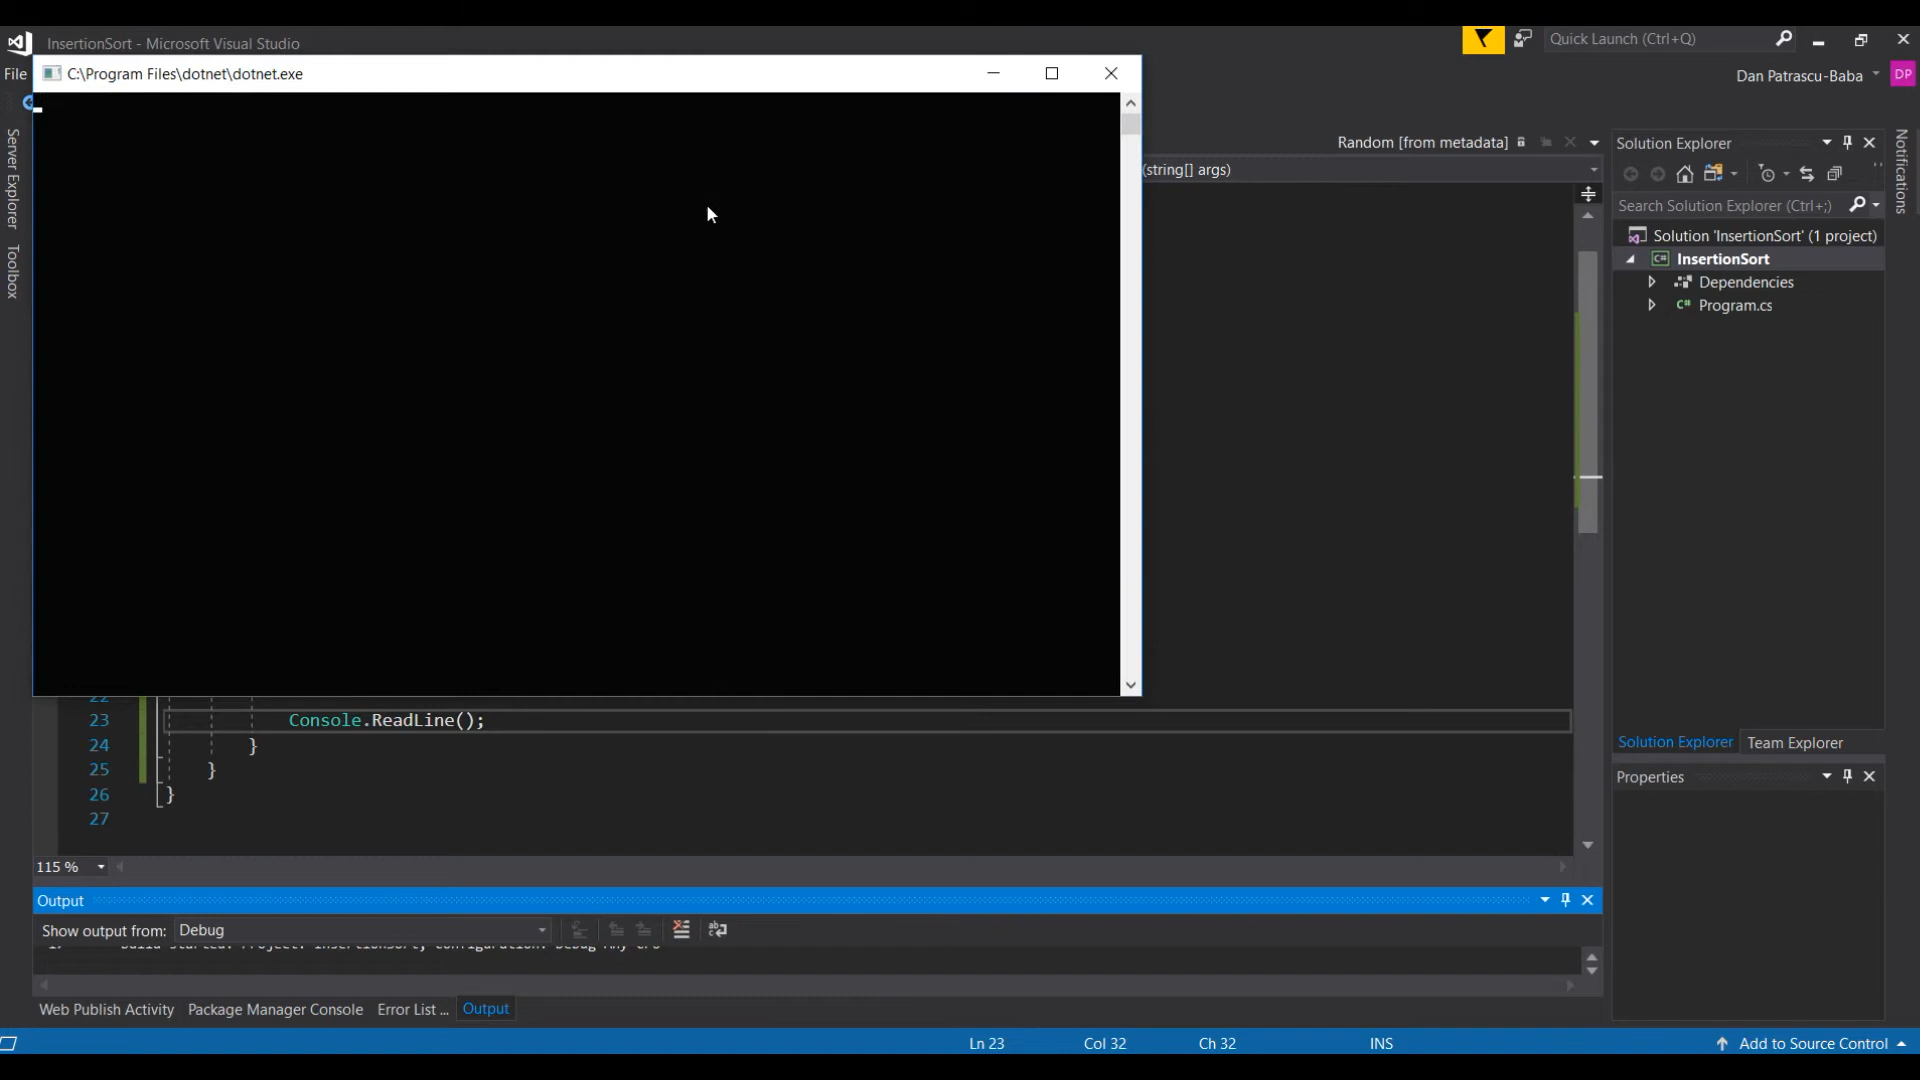 InsertionSort - Microsoft Visual Studio
Quick Launch (Ctrl+Q)
File
C:\Program Files\dotnet\dotnet.exe
Dan Patrascu-Baba
DP
Server Explorer
Toolbox
Random [from metadata]
(string[] args)
Solution Explorer
Search Solution Explorer (Ctrl+;)
Solution 'InsertionSort' (1 project)
C# InsertionSort
Dependencies
C# Program.cs
Notifications
22
23 Console.ReadLine();
24 }
25 }
26 }
27
115 %
Solution Explorer
Team Explorer
Properties
Output
Show output from: Debug
Web Publish Activity
Package Manager Console
Error List ...
Output
Ln 23
Col 32
Ch 32
INS
Add to Source Control